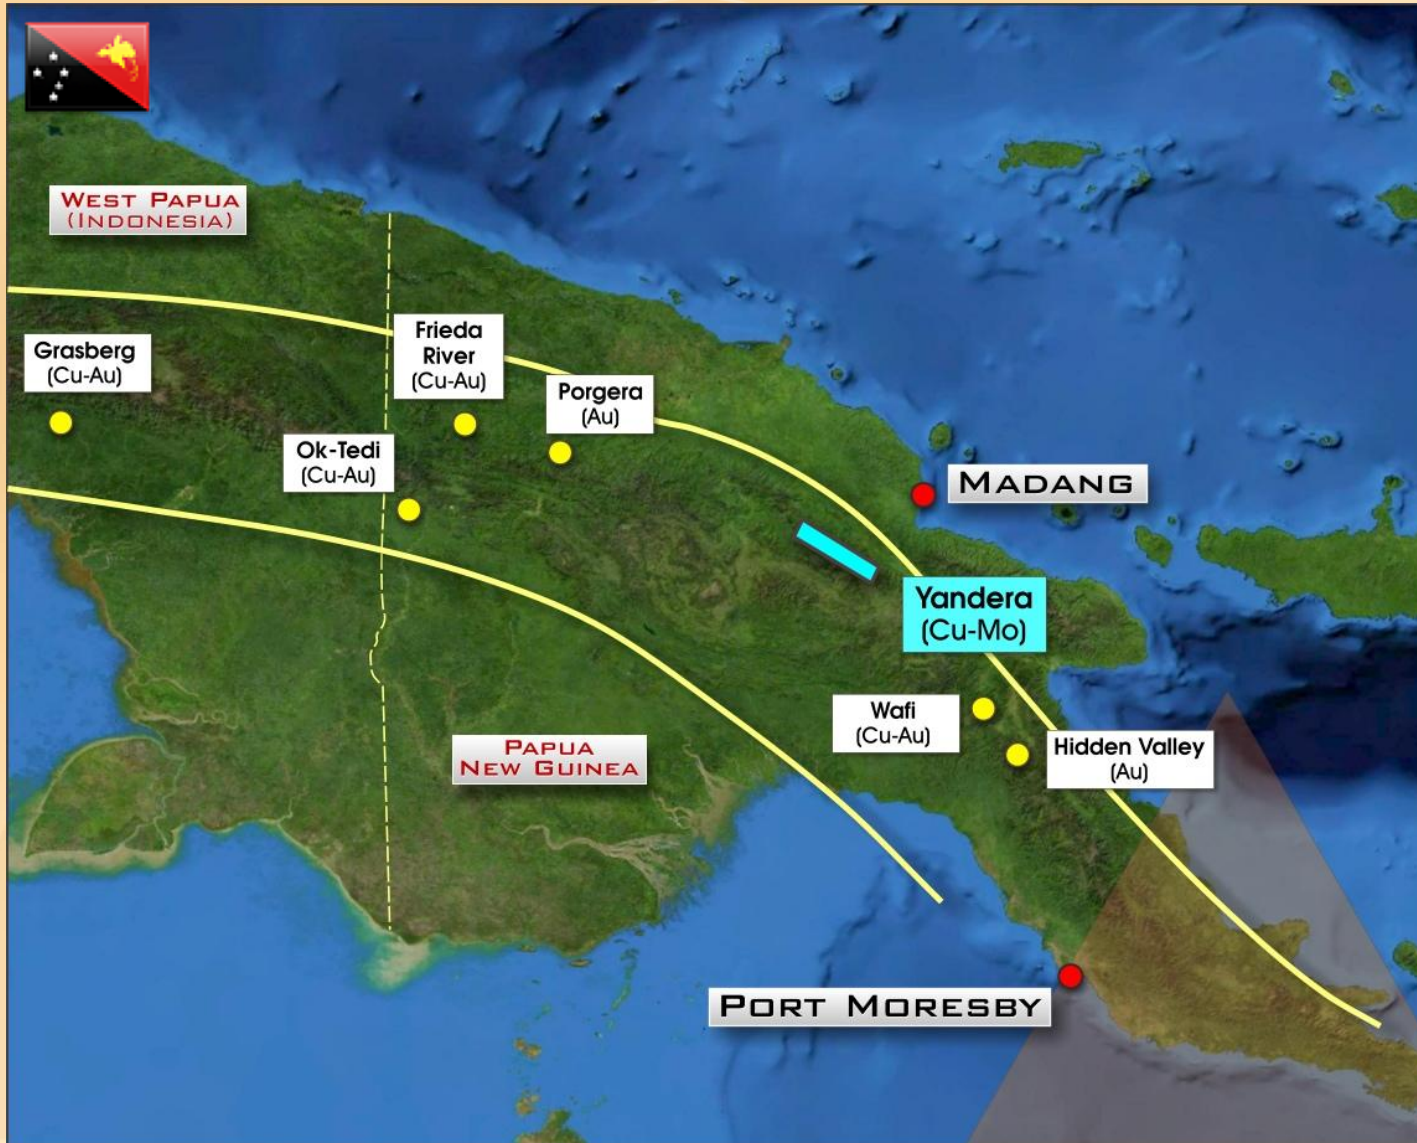 WEST PAPUA
(INDONESIA)
Grasberg
(Cu-Au)
Frieda
River
(Cu-Au)
Porgera
(Au)
Ok-Tedi
(Cu-Au)
MADANG
Yandera
(Cu-Mo)
Wafi
(Cu-Au)
Hidden Valley
(Au)
PAPUA
NEW GUINEA
PORT MORESBY